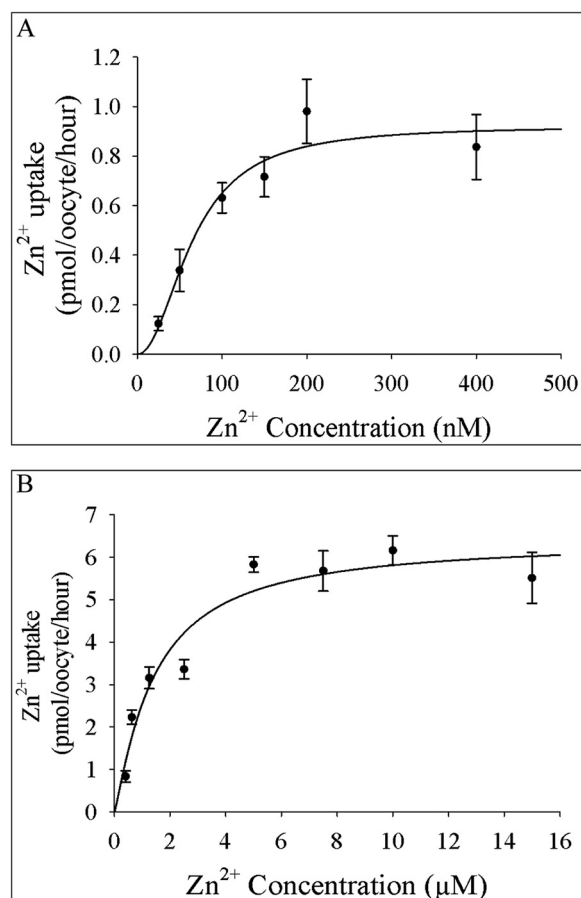 A
1.2
1.0
0.8
0.6
0.4
0.2
0.0
Zn²⁺ uptake
(pmol/oocyte/hour)
0 100 200 300 400 500
Zn²⁺ Concentration (nM)
B
7
6
5
4
3
2
1
0
Zn²⁺ uptake
(pmol/oocyte/hour)
0 2 4 6 8 10 12 14 16
Zn²⁺ Concentration (µM)